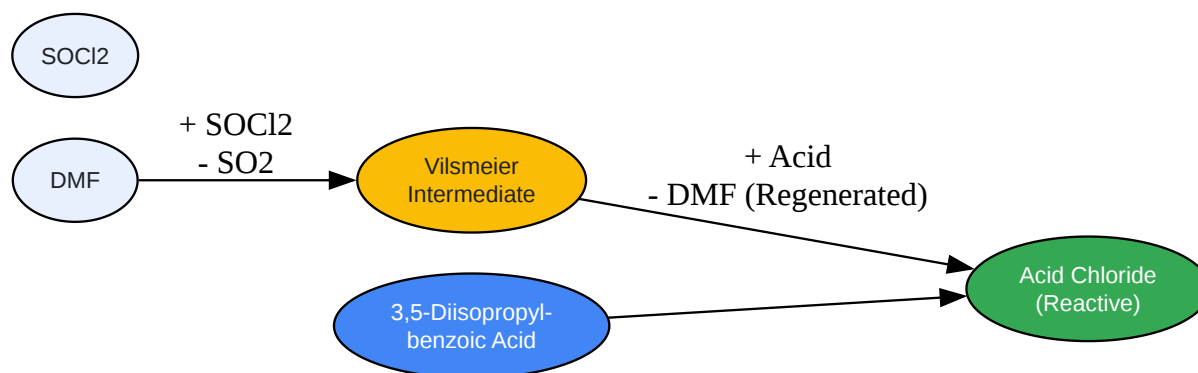 SOCl2
DMF
+ SOCl2
- SO2
Vilsmeier
Intermediate
+ Acid
- DMF (Regenerated)
3,5-Diisopropyl-
benzoic Acid
Acid Chloride
(Reactive)